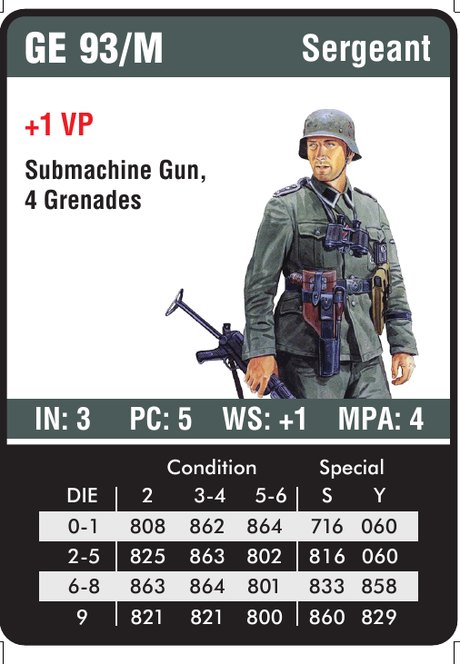 GE 93/M Sergeant
+1 VP
Submachine Gun,
4 Grenades
IN: 3 PC: 5 WS: +1 MPA: 4
Condition Special
DIE 2 3-4 5-6 S Y
0-1 808 862 864 716 060
2-5 825 863 802 816 060
6-8 863 864 801 833 858
9 821 821 800 860 829